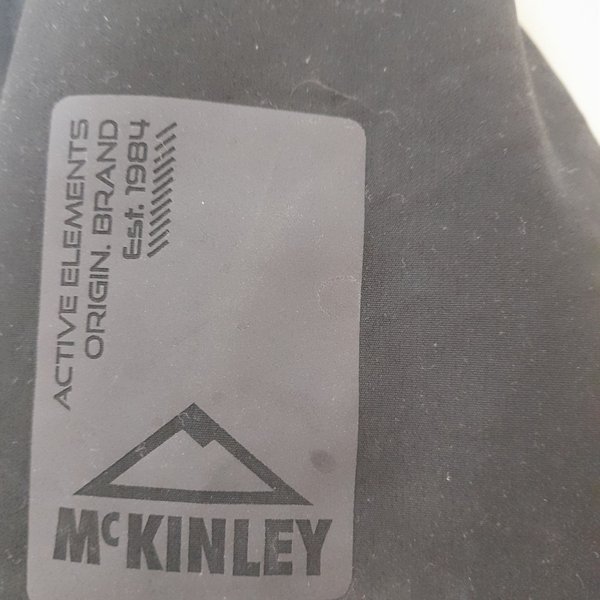 ACTIVE ELEMENTS
ORIGIN. BRAND
Est. 1984
McKINLEY